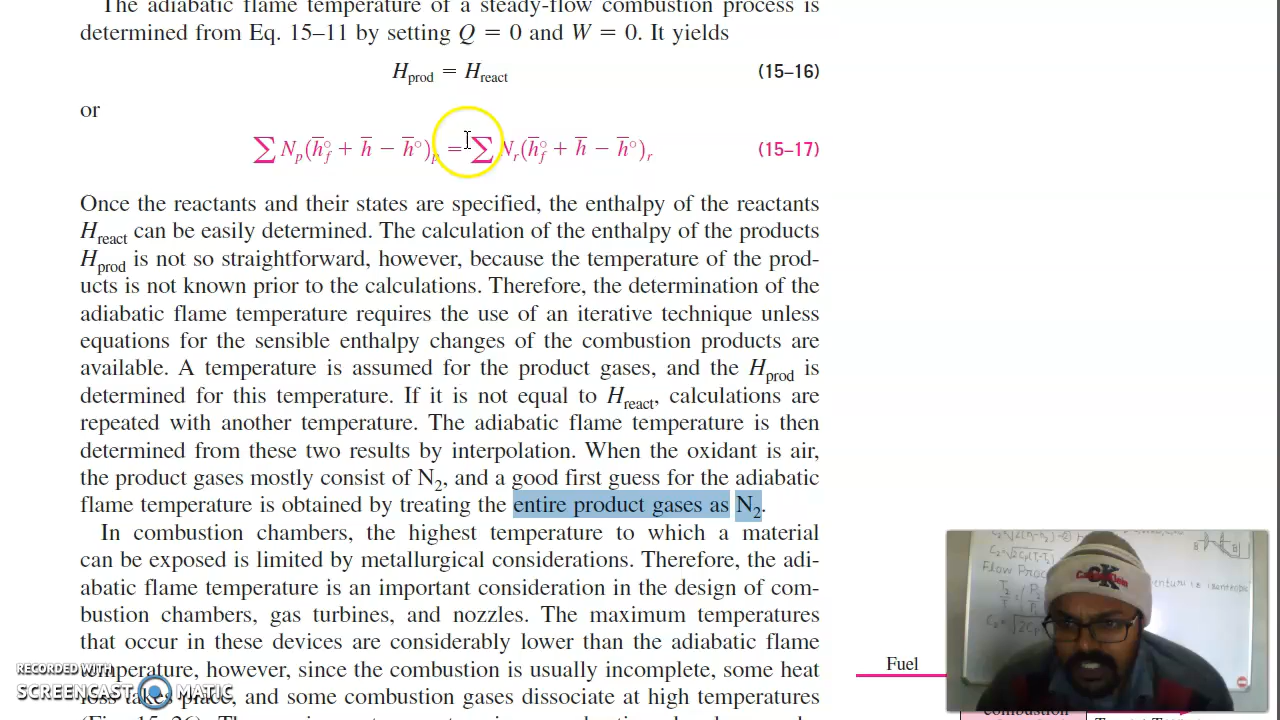 The adiabatic flame temperature of a steady-flow combustion process is
determined from Eq. 15–11 by setting Q = 0 and W = 0. It yields
H_prod = H_react (15–16)
or
∑ N_p(h̅_f° + h̅ − h̅°)_p = ∑ N_r(h̅_f° + h̅ − h̅°)_r (15–17)
Once the reactants and their states are specified, the enthalpy of the reactants
H_react can be easily determined. The calculation of the enthalpy of the products
H_prod is not so straightforward, however, because the temperature of the prod-
ucts is not known prior to the calculations. Therefore, the determination of the
adiabatic flame temperature requires the use of an iterative technique unless
equations for the sensible enthalpy changes of the combustion products are
available. A temperature is assumed for the product gases, and the H_prod is
determined for this temperature. If it is not equal to H_react, calculations are
repeated with another temperature. The adiabatic flame temperature is then
determined from these two results by interpolation. When the oxidant is air,
the product gases mostly consist of N₂, and a good first guess for the adiabatic
flame temperature is obtained by treating the entire product gases as N₂.
In combustion chambers, the highest temperature to which a material
can be exposed is limited by metallurgical considerations. Therefore, the adi-
abatic flame temperature is an important consideration in the design of com-
bustion chambers, gas turbines, and nozzles. The maximum temperatures
that occur in these devices are considerably lower than the adiabatic flame
temperature, however, since the combustion is usually incomplete, some heat
loss takes place, and some combustion gases dissociate at high temperatures
Fuel
RECORDED WITH
SCREENCAST MATIC
Flow Proc
CK